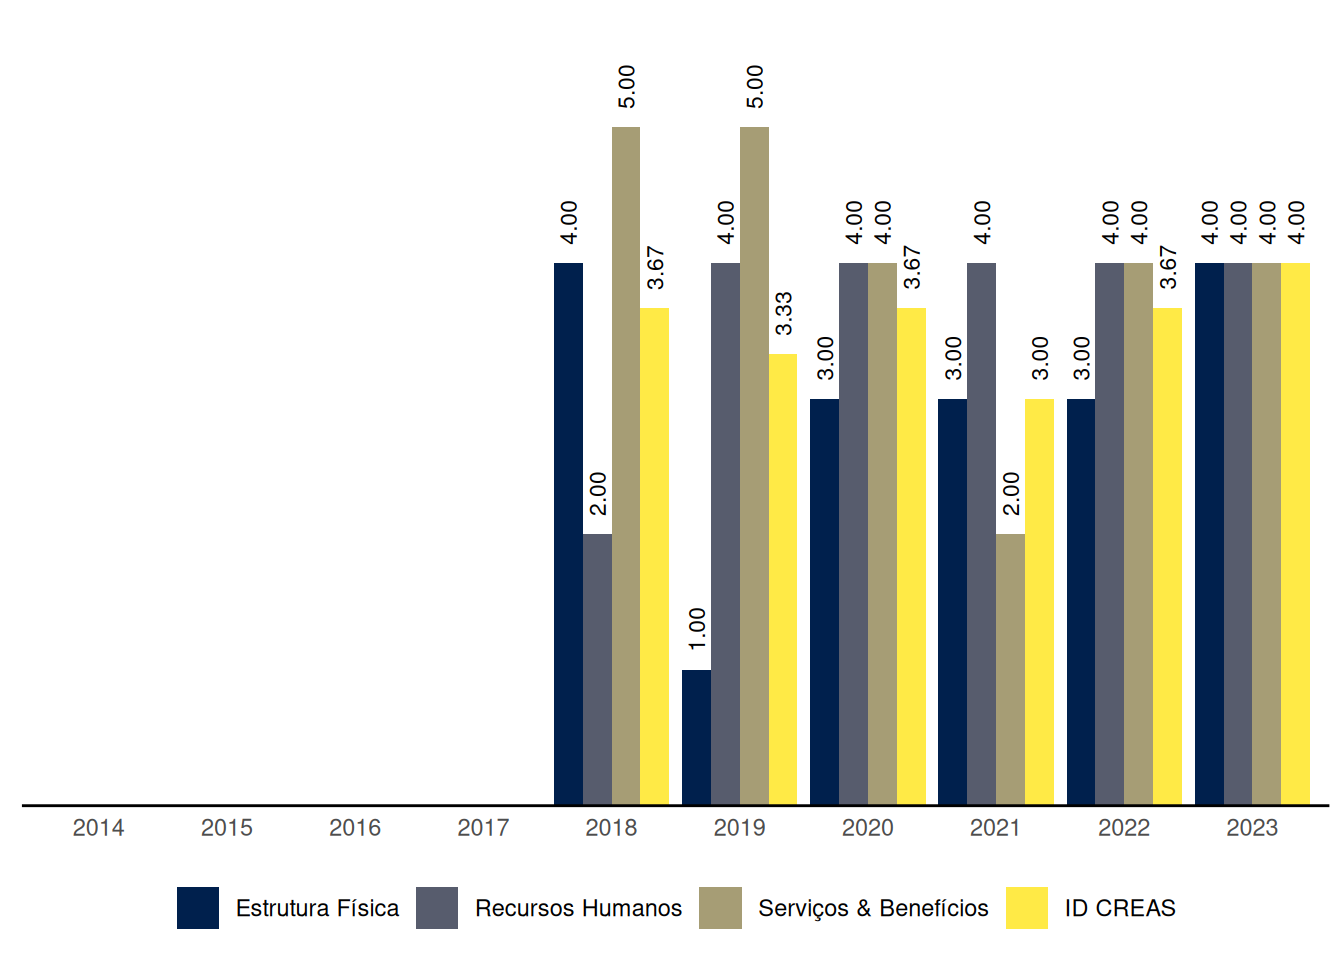 5.00 5.00
4.00 4.00 4.00 4.00 4.00 4.00 4.00 4.00 4.00 4.00 4.00
3.67 3.67 3.67
3.33
3.00 3.00 3.00 3.00
2.00 2.00
1.00
2014 2015 2016 2017 2018 2019 2020 2021 2022 2023
Estrutura Física Recursos Humanos Serviços & Benefícios ID CREAS